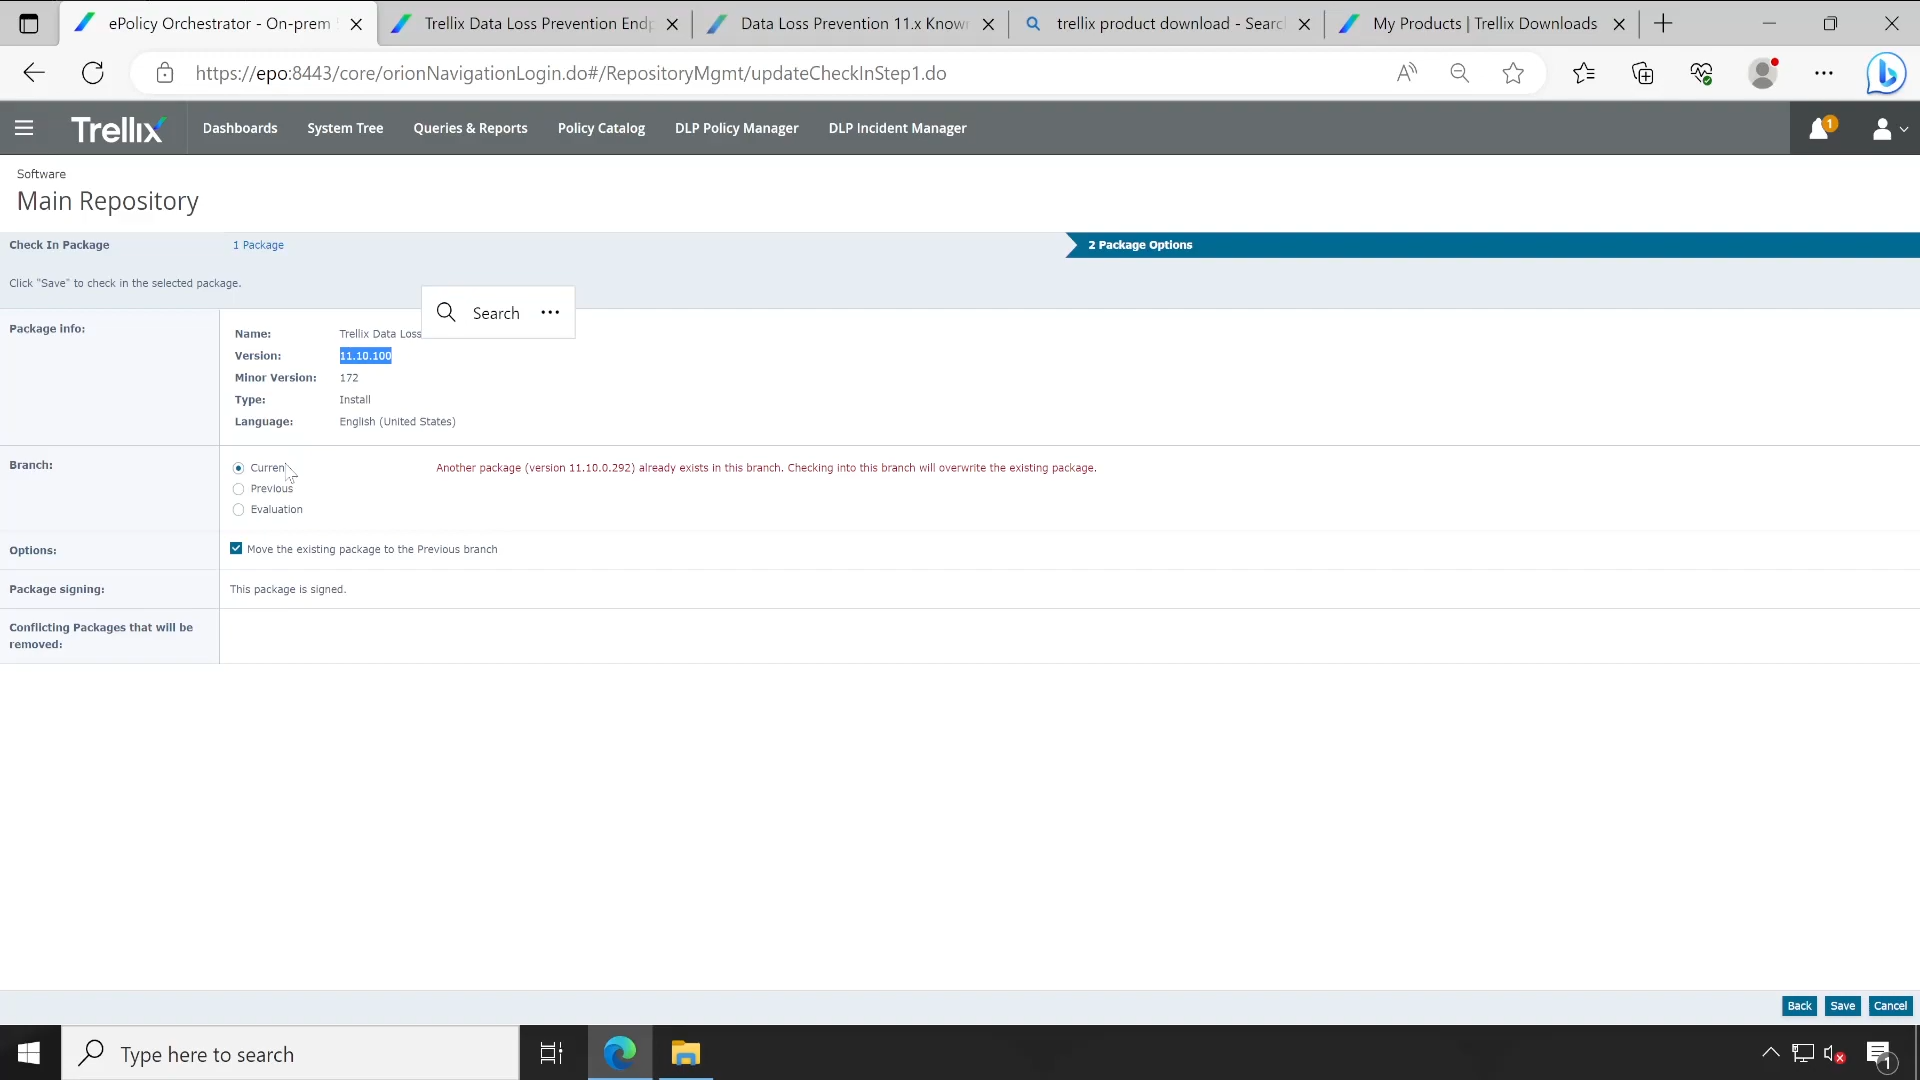 ePolicy Orchestrator - On-prem
Trellix Data Loss Prevention Endp
Data Loss Prevention 11.x Know
trellix product download - Searc
My Products | Trellix Downloads
https://epo:8443/core/orionNavigationLogin.do#/RepositoryMgmt/updateCheckInStep1.do
Trellix
Dashboards
System Tree
Queries & Reports
Policy Catalog
DLP Policy Manager
DLP Incident Manager
1
Software
Main Repository
Check In Package
1 Package
2 Package Options
Click "Save" to check in the selected package.
Search
Package info:
Name: Trellix Data Loss
Version: 11.10.100
Minor Version: 172
Type: Install
Language: English (United States)
Branch:
Current
Another package (version 11.10.0.292) already exists in this branch. Checking into this branch will overwrite the existing package.
Previous
Evaluation
Options:
Move the existing package to the Previous branch
Package signing:
This package is signed.
Conflicting Packages that will be
removed:
Back
Save
Cancel
Type here to search
1